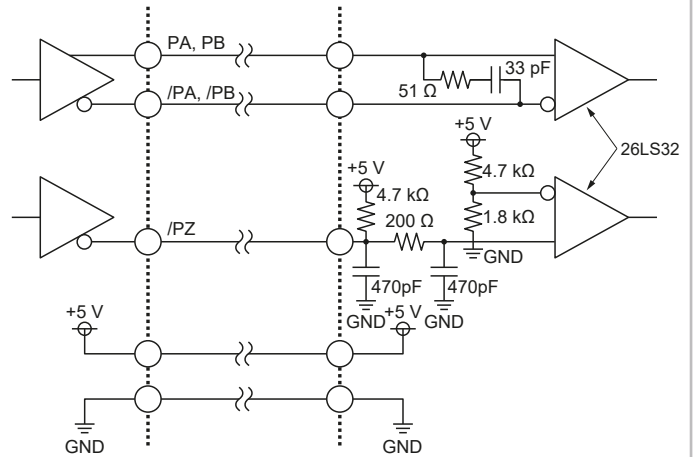 PA, PB
33 pF
51 Ω
/PA, /PB
+5 V
26LS32
4.7 kΩ
+5 V
4.7 kΩ
1.8 kΩ
200 Ω
/PZ
GND
470pF
470pF
GND
GND
+5 V
+5 V
GND
GND